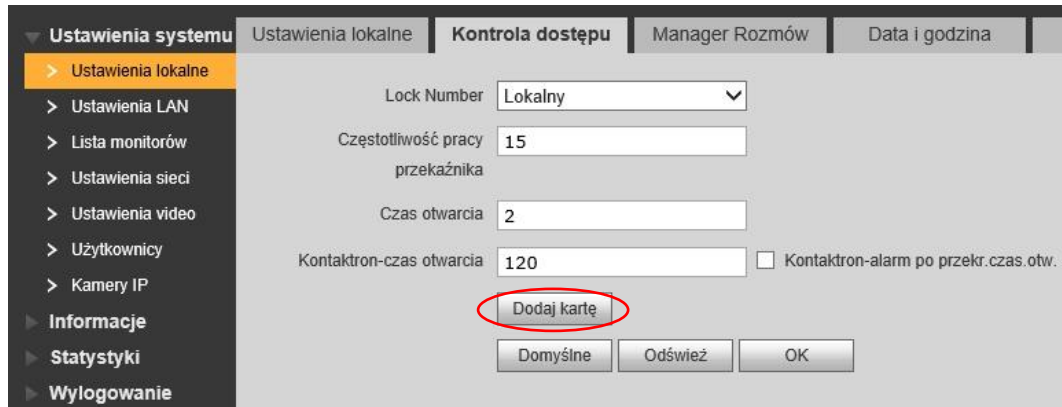 Ustawienia systemu
Ustawienia lokalne
Ustawienia LAN
Lista monitorów
Ustawienia sieci
Ustawienia video
Użytkownicy
Kamery IP
Informacje
Statystyki
Wylogowanie
Ustawienia lokalne Kontrola dostępu Manager Rozmów Data i godzina
Lock Number Lokalny
Częstotliwość pracy 15
przekaźnika
Czas otwarcia 2
Kontaktron-czas otwarcia 120 Kontaktron-alarm po przekr.czas.otw.
Dodaj kartę
Domyślne Odśwież OK